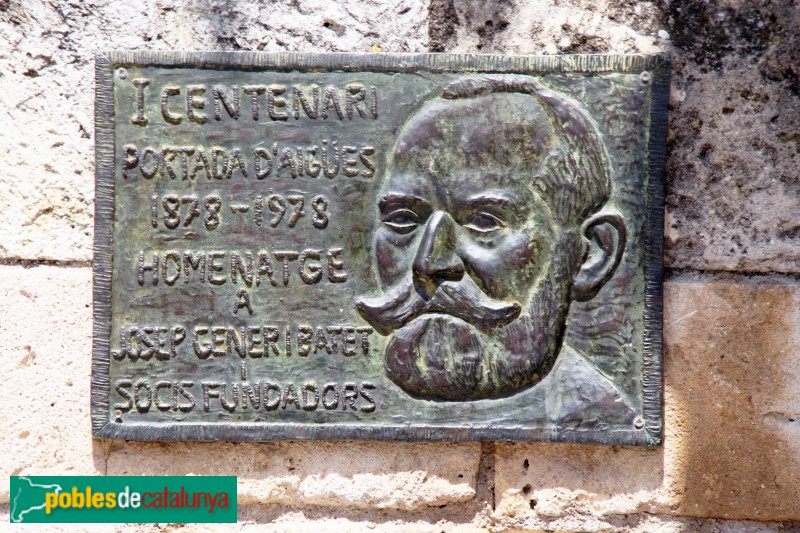 I CENTENARI
PORTADA D'AIGÜES
1878-1978
HOMENATGE
A
JOSEP GENER I BATET
I
SOCIS FUNDADORS
poblesdecatalunya